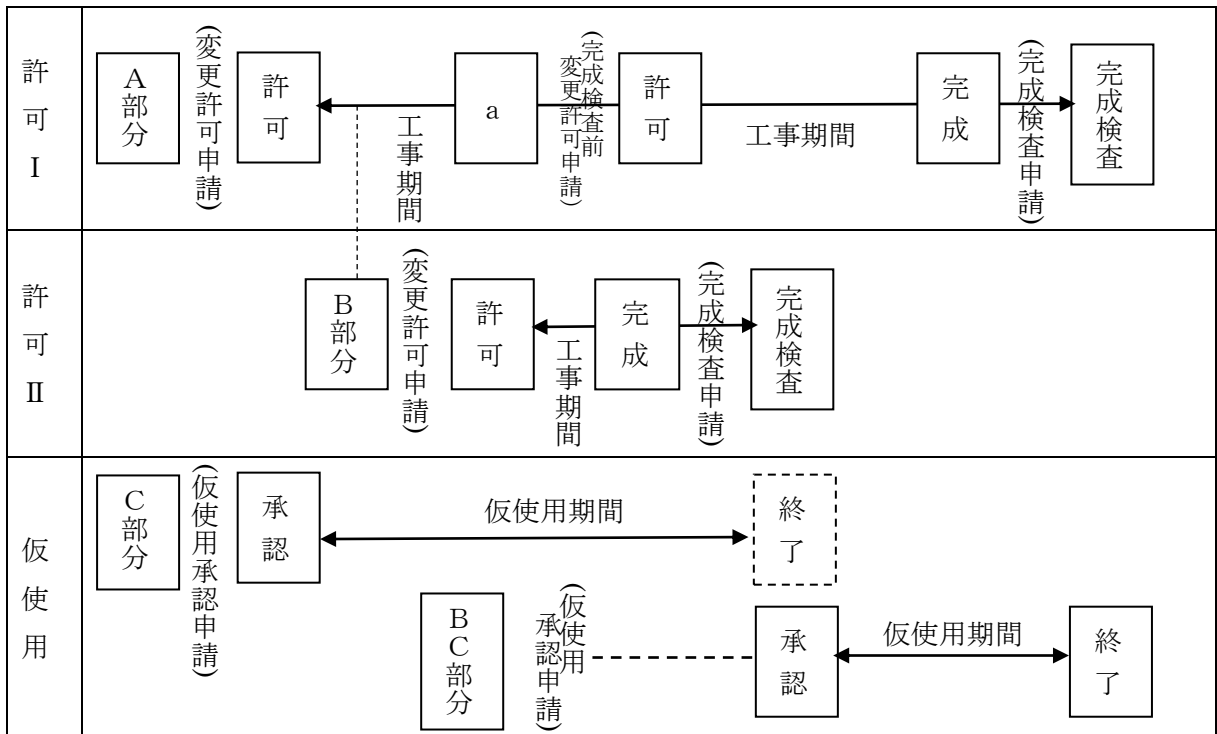 許可Ⅰ
A部分
(変更許可申請)
許可
工事期間
a
(完成検査前
変更許可申請)
許可
工事期間
完成
(完成検査申請)
完成検査
許可Ⅱ
B部分
(変更許可申請)
許可
工事期間
完成
(完成検査申請)
完成検査
仮使用
C部分
(仮使用承認申請)
承認
仮使用期間
終了
BC部分
(仮使用
承認申請)
承認
仮使用期間
終了